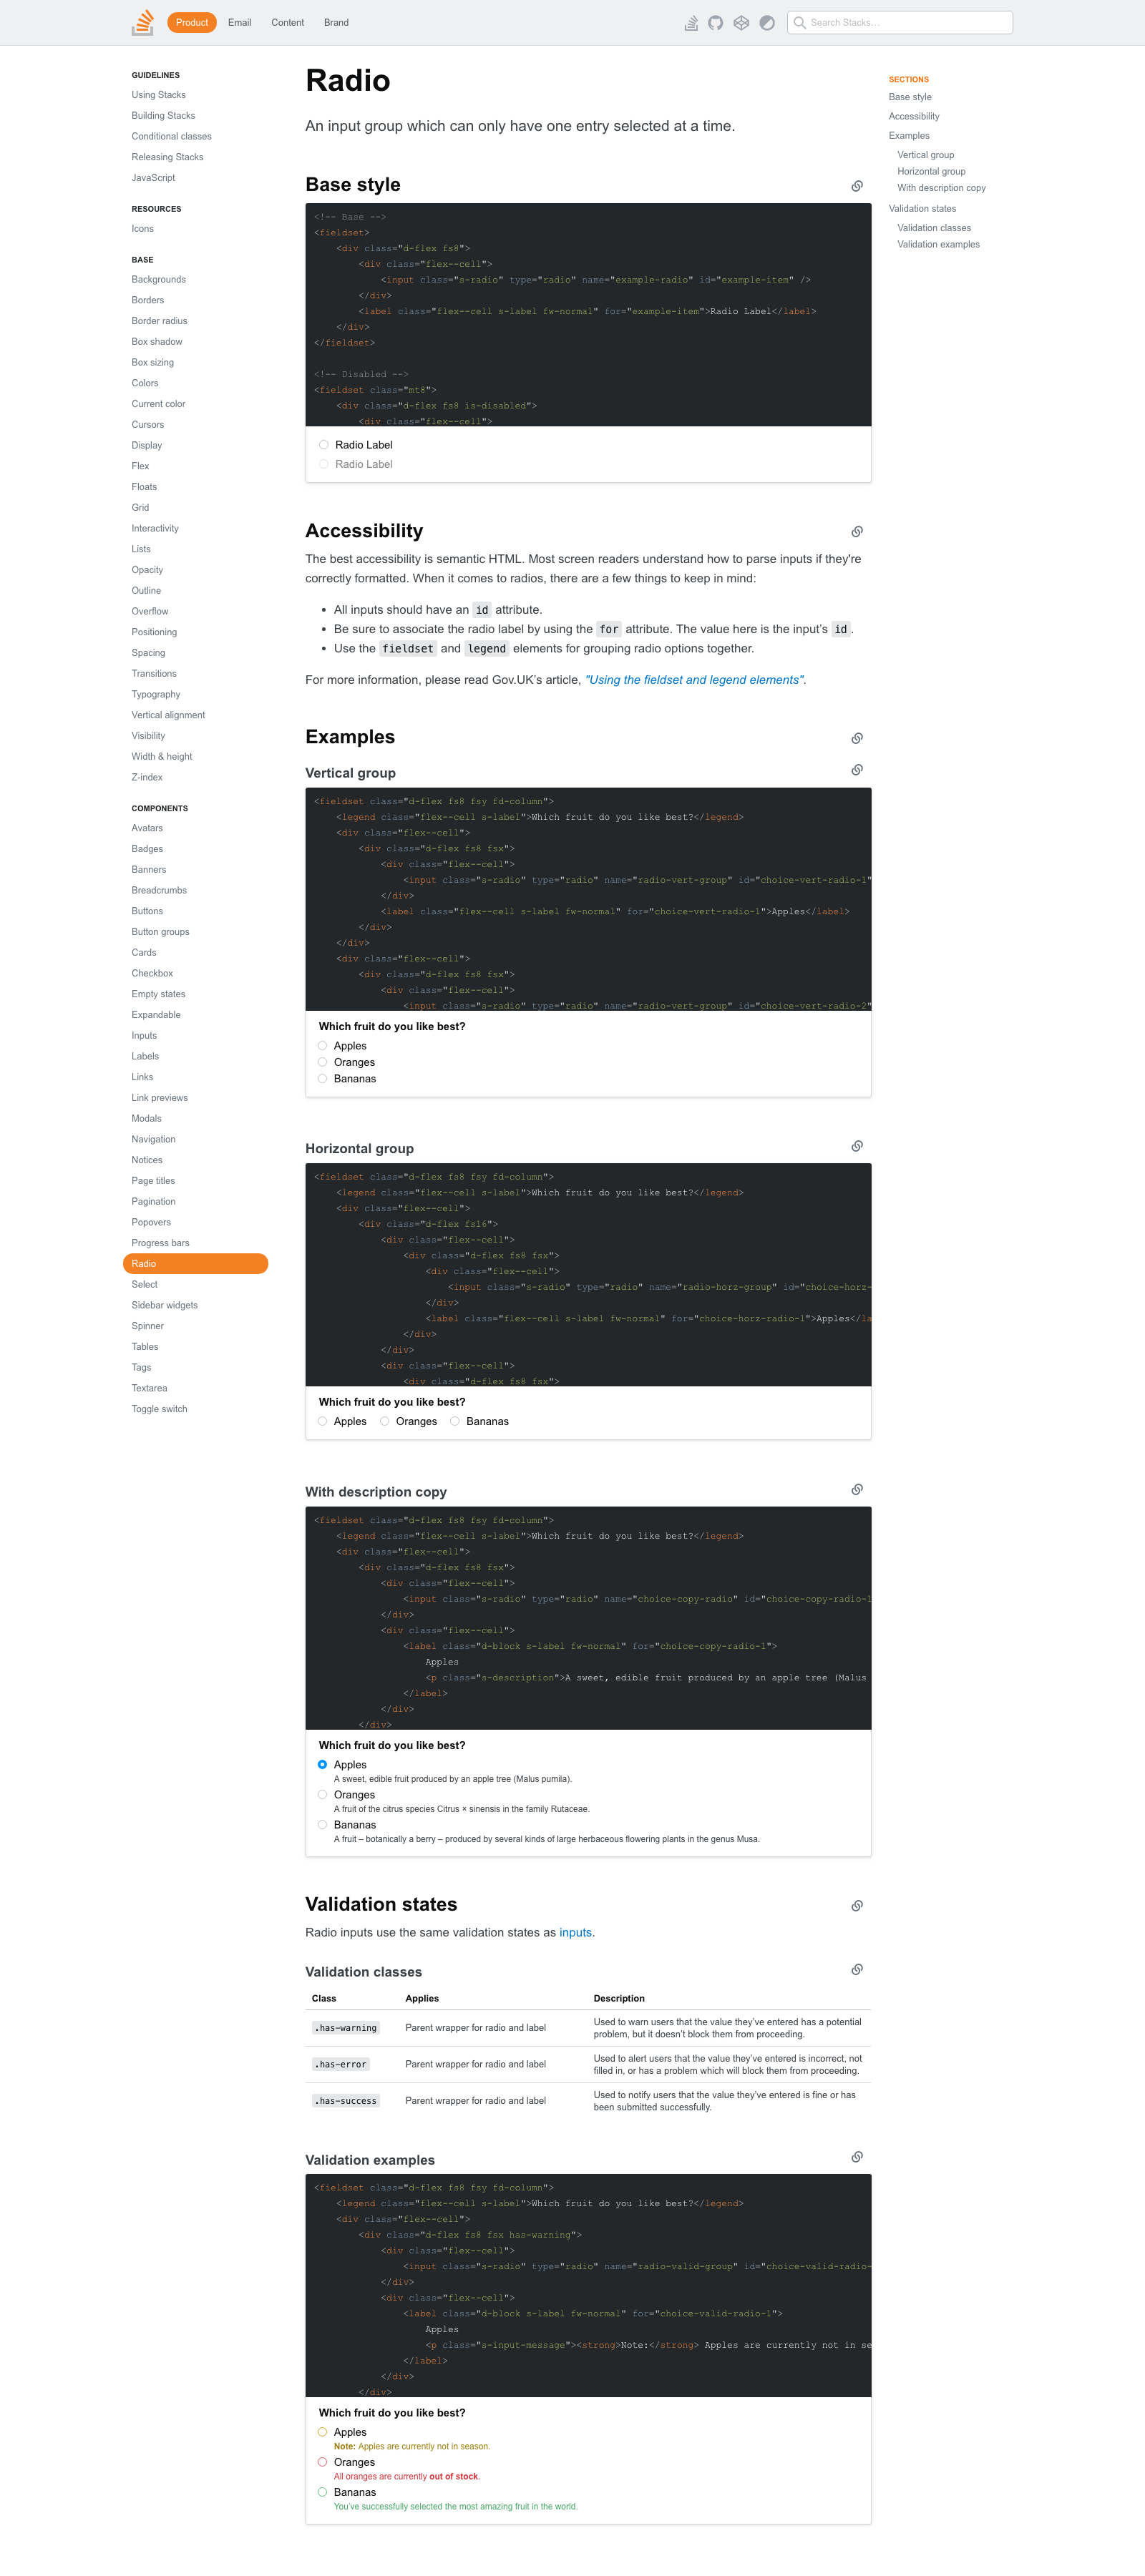 Product Email Content Brand
Search Stacks…
GUIDELINES
Using Stacks
Building Stacks
Conditional classes
Releasing Stacks
JavaScript
RESOURCES
Icons
BASE
Backgrounds
Borders
Border radius
Box shadow
Box sizing
Colors
Current color
Cursors
Display
Flex
Floats
Grid
Interactivity
Lists
Opacity
Outline
Overflow
Positioning
Spacing
Transitions
Typography
Vertical alignment
Visibility
Width & height
Z-index
COMPONENTS
Avatars
Badges
Banners
Breadcrumbs
Buttons
Button groups
Cards
Checkbox
Empty states
Expandable
Inputs
Labels
Links
Link previews
Modals
Navigation
Notices
Page titles
Pagination
Popovers
Progress bars
Radio
Select
Sidebar widgets
Spinner
Tables
Tags
Textarea
Toggle switch
Radio
An input group which can only have one entry selected at a time.
Base style
<!-- Base -->
<fieldset>
<div class="d-flex fs8">
<div class="flex--cell">
<input class="s-radio" type="radio" name="example-radio" id="example-item" />
</div>
<label class="flex--cell s-label fw-normal" for="example-item">Radio Label</label>
</div>
</fieldset>
<!-- Disabled -->
<fieldset class="mt8">
<div class="d-flex fs8 is-disabled">
<div class="flex--cell">
Radio Label
Radio Label
Accessibility
The best accessibility is semantic HTML. Most screen readers understand how to parse inputs if they're
correctly formatted. When it comes to radios, there are a few things to keep in mind:
• All inputs should have an id attribute.
• Be sure to associate the radio label by using the for attribute. The value here is the input's id.
• Use the fieldset and legend elements for grouping radio options together.
For more information, please read Gov.UK's article, "Using the fieldset and legend elements".
Examples
Vertical group
<fieldset class="d-flex fs8 fsy fd-column">
<legend class="flex--cell s-label">Which fruit do you like best?</legend>
<div class="flex--cell">
<div class="d-flex fs8 fsx">
<div class="flex--cell">
<input class="s-radio" type="radio" name="radio-vert-group" id="choice-vert-radio-1"
</div>
<label class="flex--cell s-label fw-normal" for="choice-vert-radio-1">Apples</label>
</div>
</div>
<div class="flex--cell">
<div class="d-flex fs8 fsx">
<div class="flex--cell">
<input class="s-radio" type="radio" name="radio-vert-group" id="choice-vert-radio-2"
Which fruit do you like best?
Apples
Oranges
Bananas
Horizontal group
<fieldset class="d-flex fs8 fsy fd-column">
<legend class="flex--cell s-label">Which fruit do you like best?</legend>
<div class="flex--cell">
<div class="d-flex fs16">
<div class="flex--cell">
<div class="d-flex fs8 fsx">
<div class="flex--cell">
<input class="s-radio" type="radio" name="radio-horz-group" id="choice-horz-
</div>
<label class="flex--cell s-label fw-normal" for="choice-horz-radio-1">Apples</la
</div>
</div>
<div class="flex--cell">
<div class="d-flex fs8 fsx">
Which fruit do you like best?
Apples Oranges Bananas
With description copy
<fieldset class="d-flex fs8 fsy fd-column">
<legend class="flex--cell s-label">Which fruit do you like best?</legend>
<div class="flex--cell">
<div class="d-flex fs8 fsx">
<div class="flex--cell">
<input class="s-radio" type="radio" name="choice-copy-radio" id="choice-copy-radio-1
</div>
<div class="flex--cell">
<label class="d-block s-label fw-normal" for="choice-copy-radio-1">
Apples
<p class="s-description">A sweet, edible fruit produced by an apple tree (Malus
</label>
</div>
</div>
Which fruit do you like best?
Apples
A sweet, edible fruit produced by an apple tree (Malus pumila).
Oranges
A fruit of the citrus species Citrus × sinensis in the family Rutaceae.
Bananas
A fruit – botanically a berry – produced by several kinds of large herbaceous flowering plants in the genus Musa.
Validation states
Radio inputs use the same validation states as inputs.
Validation classes
Class Applies Description
.has-warning Parent wrapper for radio and label Used to warn users that the value they've entered has a potential
problem, but it doesn't block them from proceeding.
.has-error Parent wrapper for radio and label Used to alert users that the value they've entered is incorrect, not
filled in, or has a problem which will block them from proceeding.
.has-success Parent wrapper for radio and label Used to notify users that the value they've entered is fine or has
been submitted successfully.
Validation examples
<fieldset class="d-flex fs8 fsy fd-column">
<legend class="flex--cell s-label">Which fruit do you like best?</legend>
<div class="flex--cell">
<div class="d-flex fs8 fsx has-warning">
<div class="flex--cell">
<input class="s-radio" type="radio" name="radio-valid-group" id="choice-valid-radio-
</div>
<div class="flex--cell">
<label class="d-block s-label fw-normal" for="choice-valid-radio-1">
Apples
<p class="s-input-message"><strong>Note:</strong> Apples are currently not in se
</label>
</div>
</div>
Which fruit do you like best?
Apples
Note: Apples are currently not in season.
Oranges
All oranges are currently out of stock.
Bananas
You've successfully selected the most amazing fruit in the world.
SECTIONS
Base style
Accessibility
Examples
Vertical group
Horizontal group
With description copy
Validation states
Validation classes
Validation examples